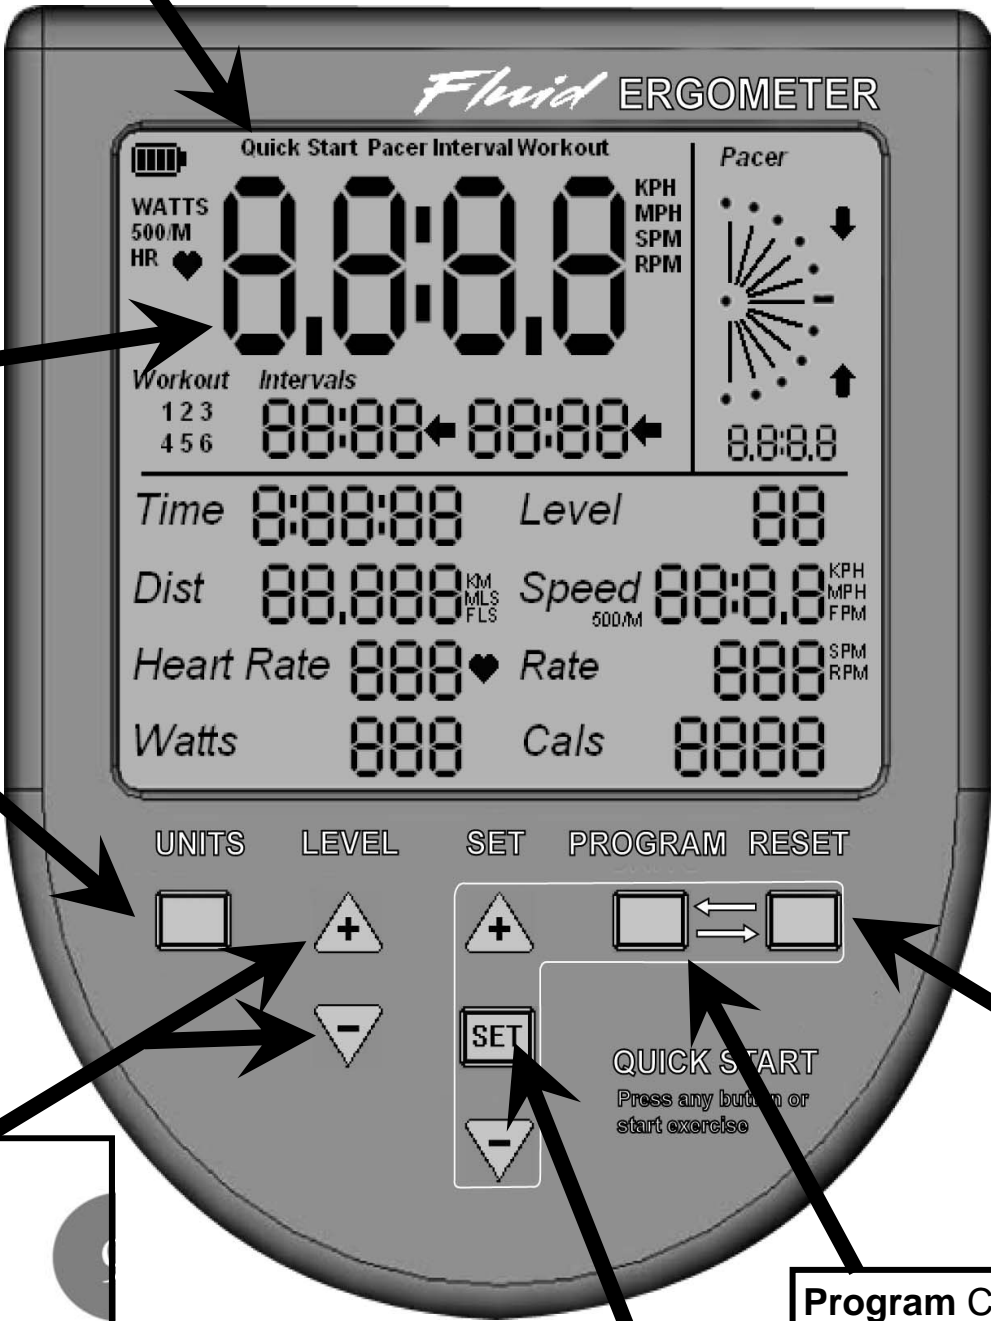 Fluid ERGOMETER
Quick Start Pacer Interval Workout
Pacer
WATTS
500/M
HR
8.8:8.8
KPH
MPH
SPM
RPM
Workout
1 2 3
4 5 6
Intervals
88:88 88:88
8.8:8.8
Time 8:88:88
Level 88
Dist 88.888 KM MLS FLS
Speed 500/M 88:8.8 KPH MPH FPM
Heart Rate 888
Rate 888 SPM RPM
Watts 888
Cals 8888
UNITS LEVEL SET PROGRAM RESET
+ +
- SET
-
QUICK START
Press any button or
start exercise
Program